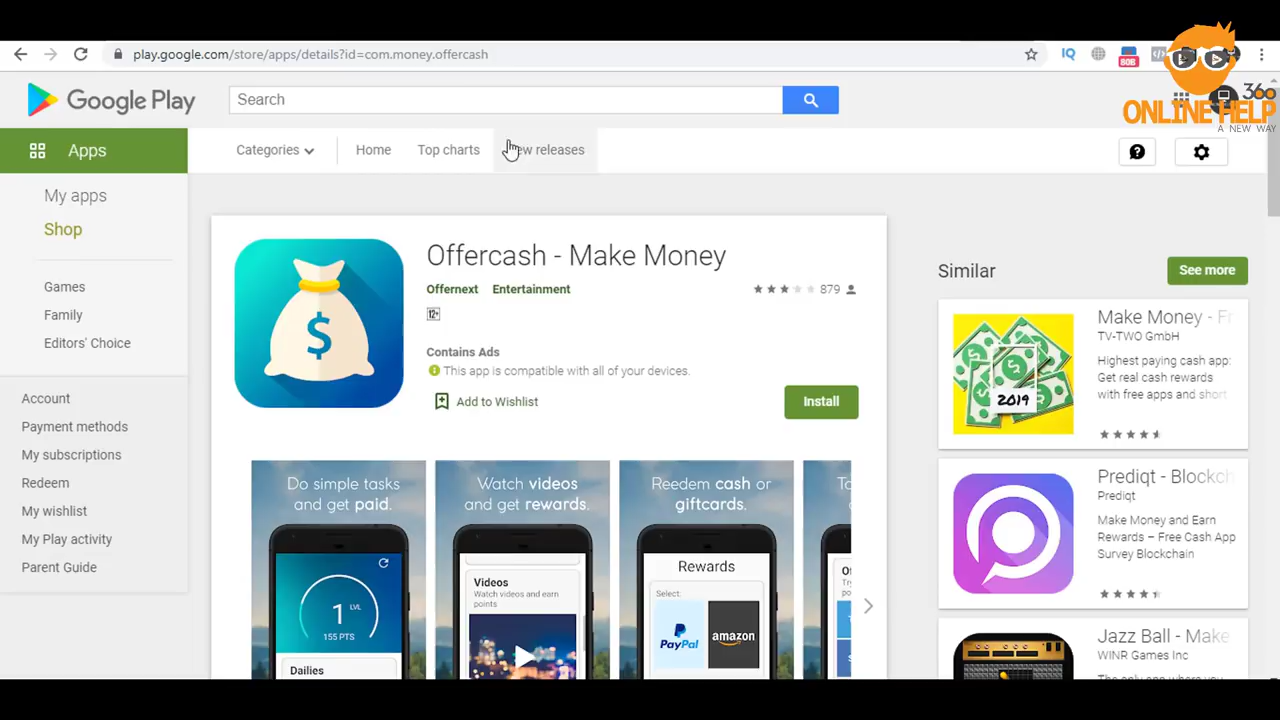 play.google.com/store/apps/details?id=com.money.offercash
IQ
80B
360
ONLINE HELP
A NEW WAY
Google Play
Search
Apps
Categories
Home
Top charts
New releases
My apps
Shop
Games
Family
Editors' Choice
Account
Payment methods
My subscriptions
Redeem
My wishlist
My Play activity
Parent Guide
$
Offercash - Make Money
Offernext Entertainment
879
12+
Contains Ads
This app is compatible with all of your devices.
Add to Wishlist
Install
Do simple tasks
and get paid.
1 LVL
155 PTS
Dailies
Watch videos
and get rewards.
Videos
Watch videos and earn
points
Reedem cash or
giftcards.
Rewards
Select:
PayPal
amazon
Similar
See more
Make Money - Fr
TV-TWO GmbH
Highest paying cash app:
Get real cash rewards
with free apps and short
2019
Prediqt - Blockch
Prediqt
Make Money and Earn
Rewards – Free Cash App
Survey Blockchain
Jazz Ball - Make
WINR Games Inc